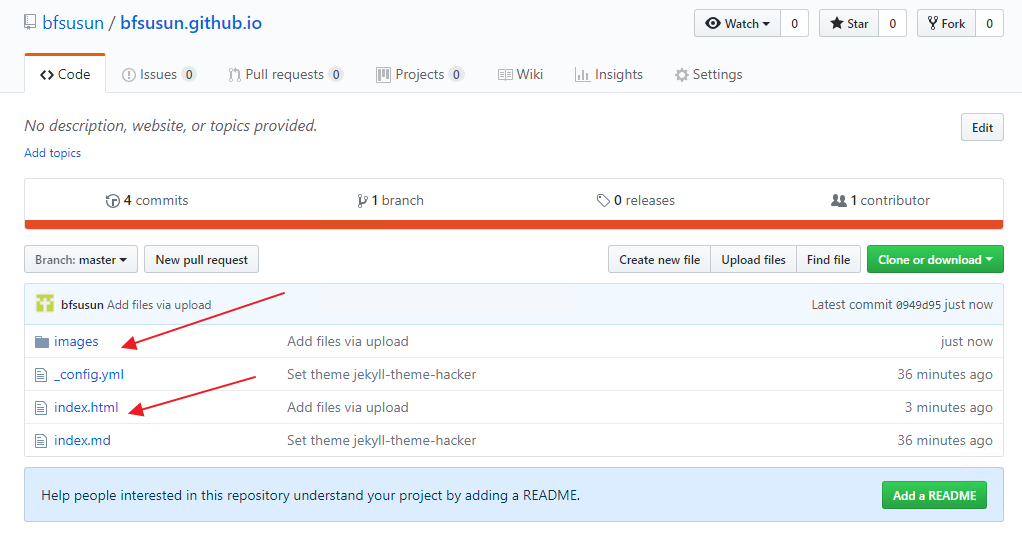 bfsusun / bfsusun.github.io
Watch 0 Star 0 Fork 0
Code Issues 0 Pull requests 0 Projects 0 Wiki Insights Settings
No description, website, or topics provided. Edit
Add topics
4 commits 1 branch 0 releases 1 contributor
Branch: master New pull request Create new file Upload files Find file Clone or download
bfsusun Add files via upload Latest commit 0949d95 just now
images Add files via upload just now
_config.yml Set theme jekyll-theme-hacker 36 minutes ago
index.html Add files via upload 3 minutes ago
index.md Set theme jekyll-theme-hacker 36 minutes ago
Help people interested in this repository understand your project by adding a README. Add a README